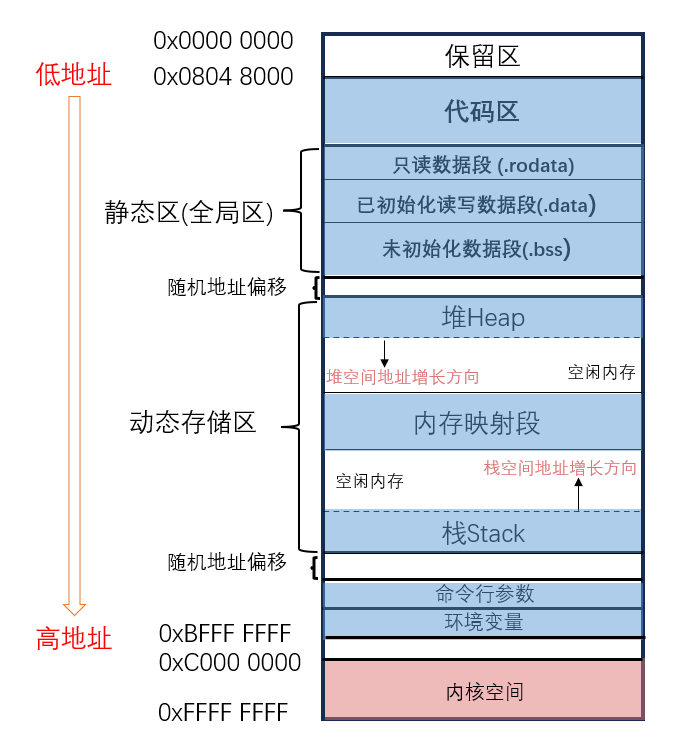 0x0000 0000
保留区
低地址
0x0804 8000
代码区
只读数据段 (.rodata)
静态区(全局区)
已初始化读写数据段(.data)
未初始化数据段(.bss)
随机地址偏移
堆Heap
堆空间地址增长方向
空闲内存
动态存储区
内存映射段
栈空间地址增长方向
空闲内存
栈Stack
随机地址偏移
命令行参数
环境变量
高地址
0xBFFF FFFF
0xC000 0000
内核空间
0xFFFF FFFF